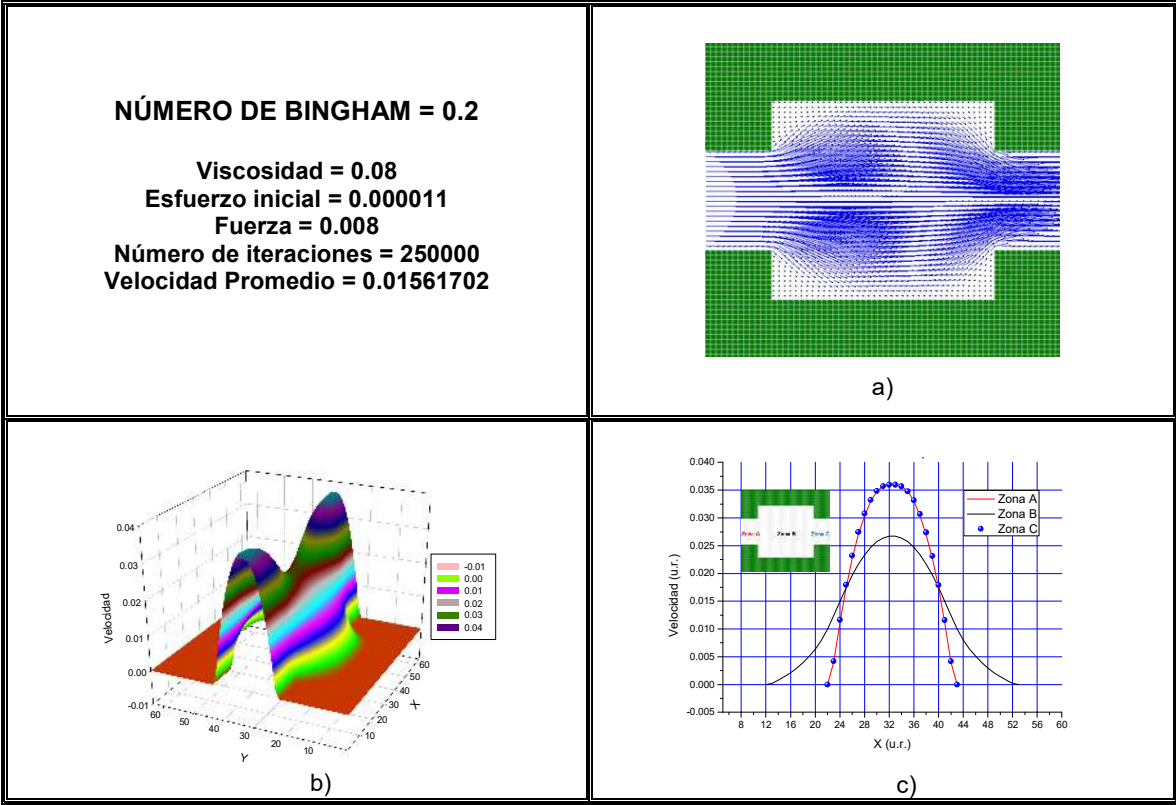 NÚMERO DE BINGHAM = 0.2
Viscosidad = 0.08
Esfuerzo inicial = 0.000011
Fuerza = 0.008
Número de iteraciones = 250000
Velocidad Promedio = 0.01561702
a)
0.04
0.03
0.02
0.01
0.00
-0.01
Velocidad
60
50
40
30
20
10
Y
10
20
30
40
50
60
X
-0.01
0.00
0.01
0.02
0.03
0.04
b)
0.040
0.035
0.030
0.025
0.020
0.015
0.010
0.005
0.000
-0.005
Velocidad (u.r.)
Zona A
Zona B
Zona C
Zona A Zona B Zona C
8 12 16 20 24 28 32 36 40 44 48 52 56 60
X (u.r.)
c)